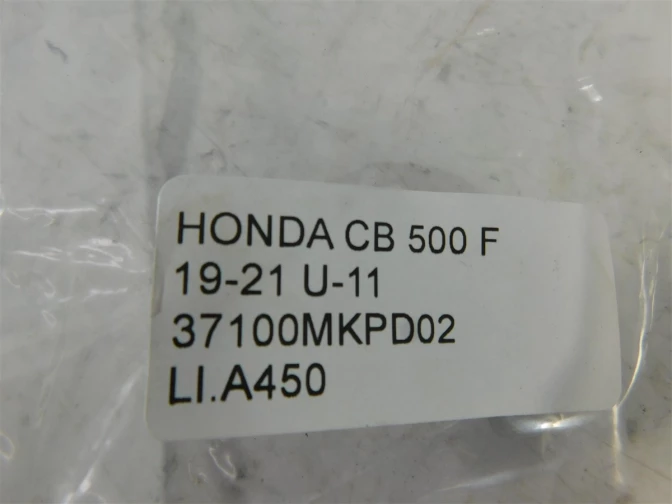 HONDA CB 500 F
19-21 U-11
37100MKPD02
LI.A450